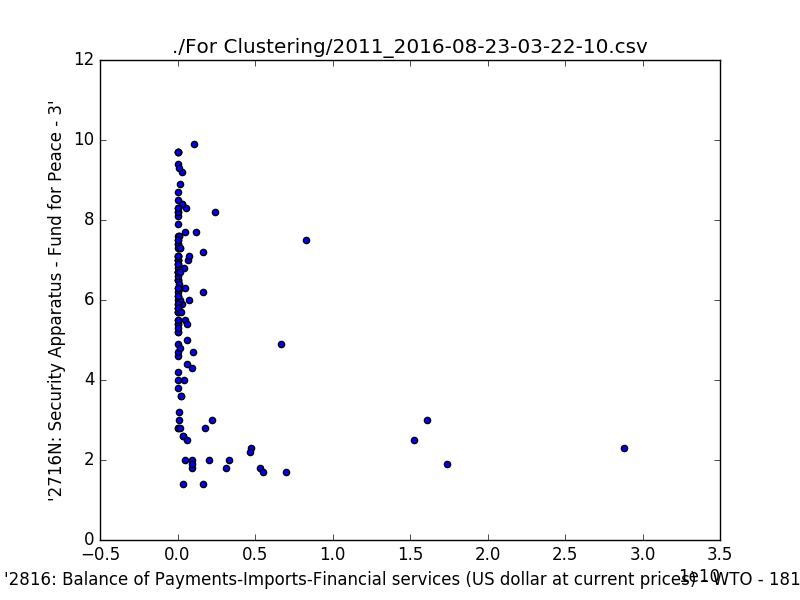 ./For Clustering/2011_2016-08-23-03-22-10.csv
12
10
8
6
4
2
0
'2716N: Security Apparatus - Fund for Peace - 3'
−0.5 0.0 0.5 1.0 1.5 2.0 2.5 3.0 3.5
1e10
'2816: Balance of Payments-Imports-Financial services (US dollar at current prices) - WTO - 181